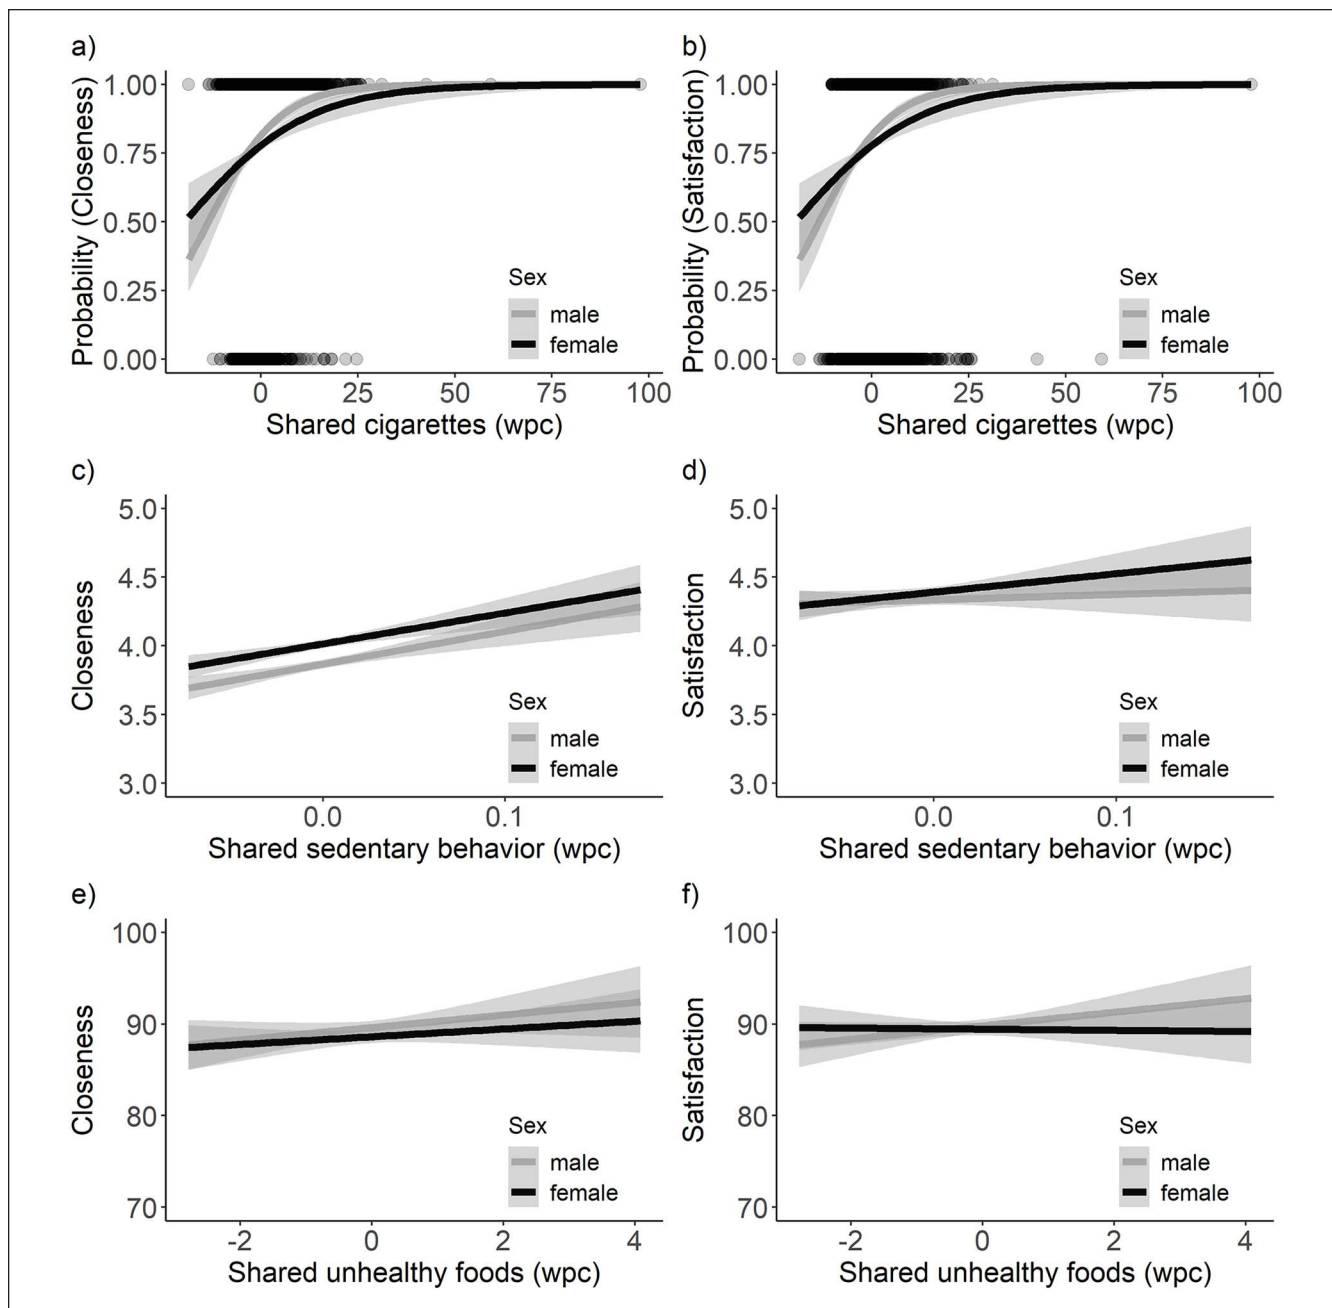 a)
Probability (Closeness)
1.00
0.75
0.50
0.25
0.00
0
25
50
75
100
Shared cigarettes (wpc)
Sex
male
female
b)
Probability (Satisfaction)
1.00
0.75
0.50
0.25
0.00
0
25
50
75
100
Shared cigarettes (wpc)
Sex
male
female
c)
Closeness
5.0
4.5
4.0
3.5
3.0
0.0
0.1
Shared sedentary behavior (wpc)
Sex
male
female
d)
Satisfaction
5.0
4.5
4.0
3.5
3.0
0.0
0.1
Shared sedentary behavior (wpc)
Sex
male
female
e)
Closeness
100
90
80
70
-2
0
2
4
Shared unhealthy foods (wpc)
Sex
male
female
f)
Satisfaction
100
90
80
70
-2
0
2
4
Shared unhealthy foods (wpc)
Sex
male
female